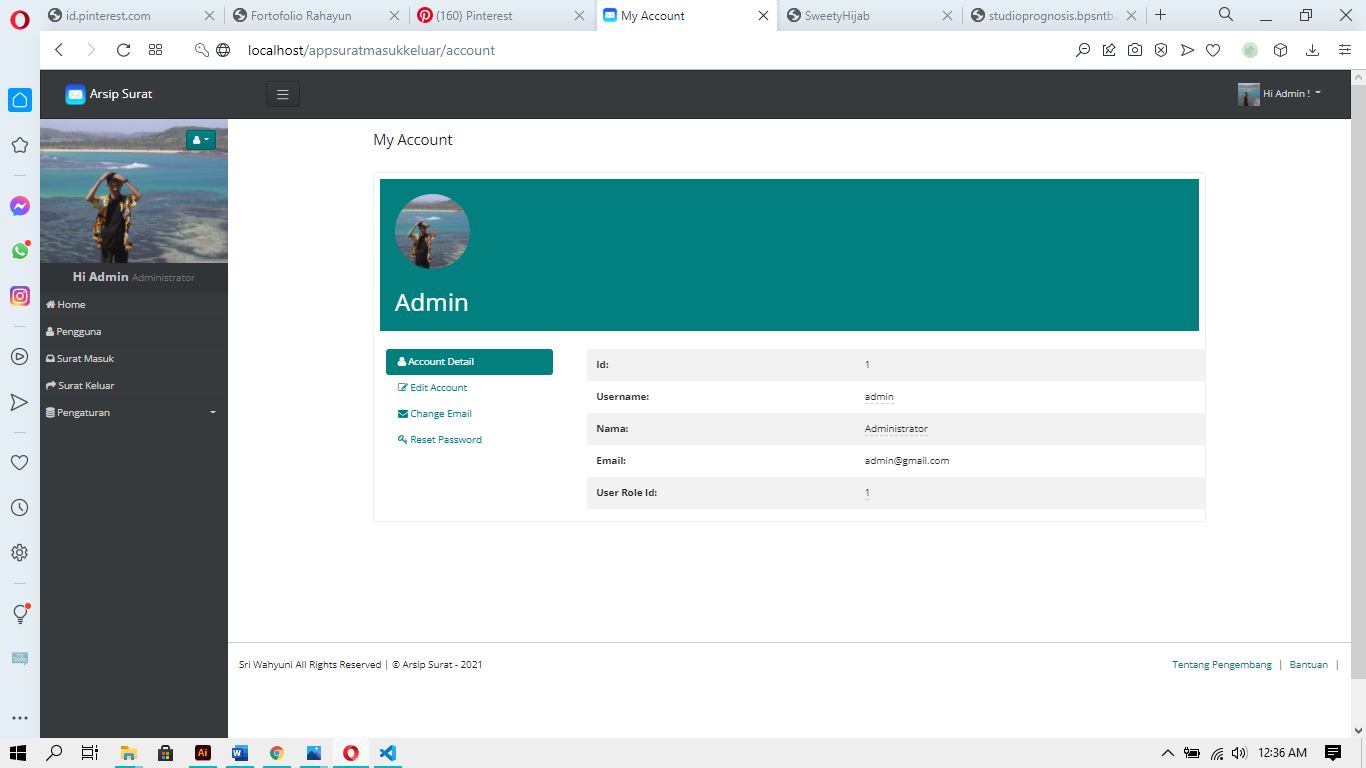 id.pinterest.com
Fortofolio Rahayun
(160) Pinterest
My Account
SweetyHijab
studioprognosis.bpsntb.
localhost/appsuratmasukkeluar/account
Arsip Surat
Hi Admin !
My Account
Admin
Hi Admin Administrator
Home
Pengguna
Surat Masuk
Surat Keluar
Pengaturan
Account Detail
Edit Account
Change Email
Reset Password
Id: 1
Username: admin
Nama: Administrator
Email: admin@gmail.com
User Role Id: 1
Sri Wahyuni All Rights Reserved | © Arsip Surat - 2021
Tentang Pengembang | Bantuan |
Ai
W
12:36 AM